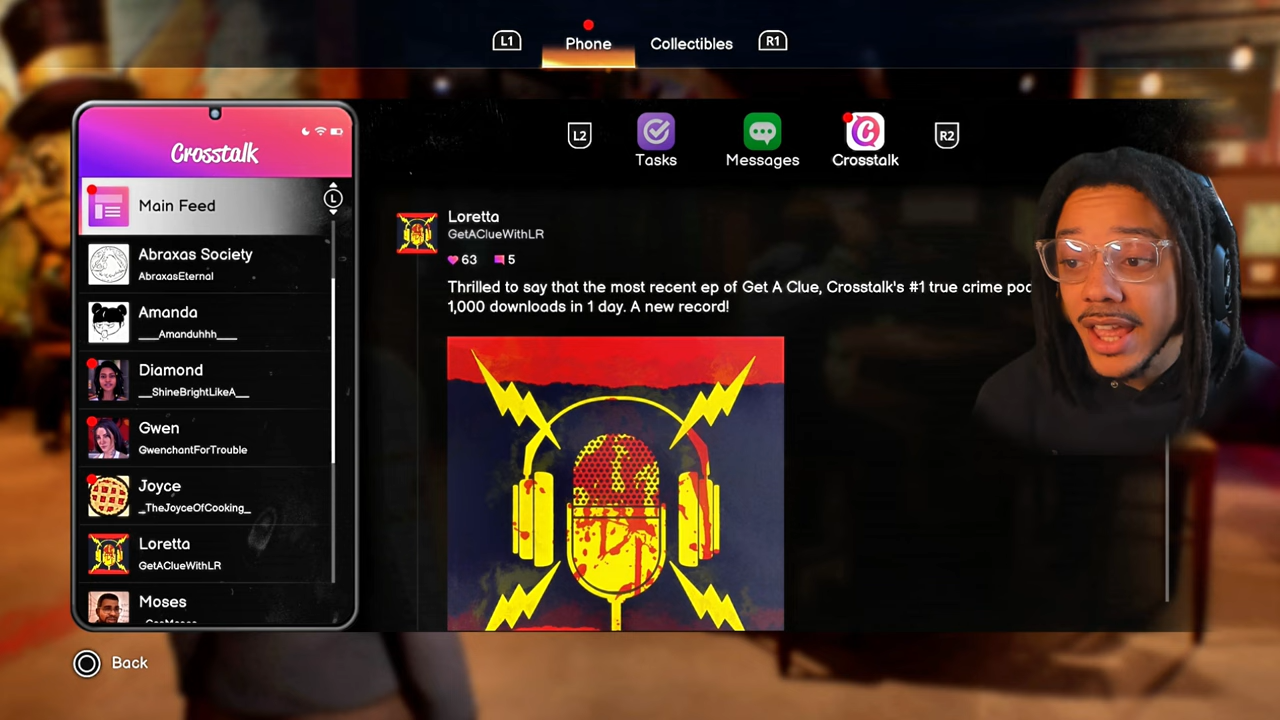 L1
Phone
Collectibles
R1
L2
Tasks
Messages
Crosstalk
R2
Crosstalk
Main Feed
L
Abraxas Society
AbraxasEternal
Amanda
___Amanduhhh___
Diamond
__ShineBrightLikeA__
Gwen
GwenchantForTrouble
Joyce
_TheJoyceOfCooking_
Loretta
GetAClueWithLR
Moses
Loretta
GetAClueWithLR
63 5
Thrilled to say that the most recent ep of Get A Clue, Crosstalk's #1 true crime
1,000 downloads in 1 day. A new record!
Back